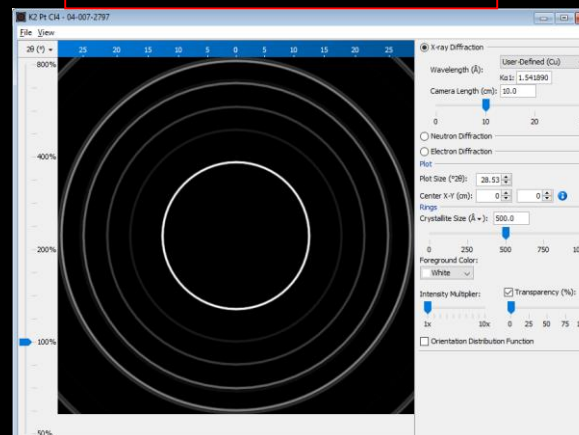 K2 Pt Cl4 - 04-007-2797
File View
2θ (°)
25 20 15 10 5 0 5 10 15 20 25
800%
400%
200%
100%
50%
X-ray Diffraction
Wavelength (Å):
User-Defined (Cu)
Kα1: 1.541890
Camera Length (cm): 10.0
0 10 20
Neutron Diffraction
Electron Diffraction
Plot
Plot Size (°2θ): 28.53
Center X-Y (cm): 0 0
Rings
Crystallite Size (Å): 500.0
0 250 500 750
Foreground Color:
White
Intensity Multiplier: Transparency (%):
1x 10x 0 25 50 75
Orientation Distribution Function